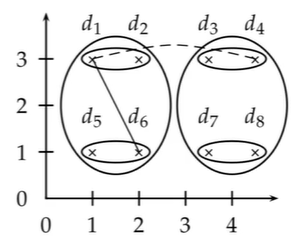 d₁ d₂ d₃ d₄
3
2
d₅ d₆ d₇ d₈
1
0
0 1 2 3 4